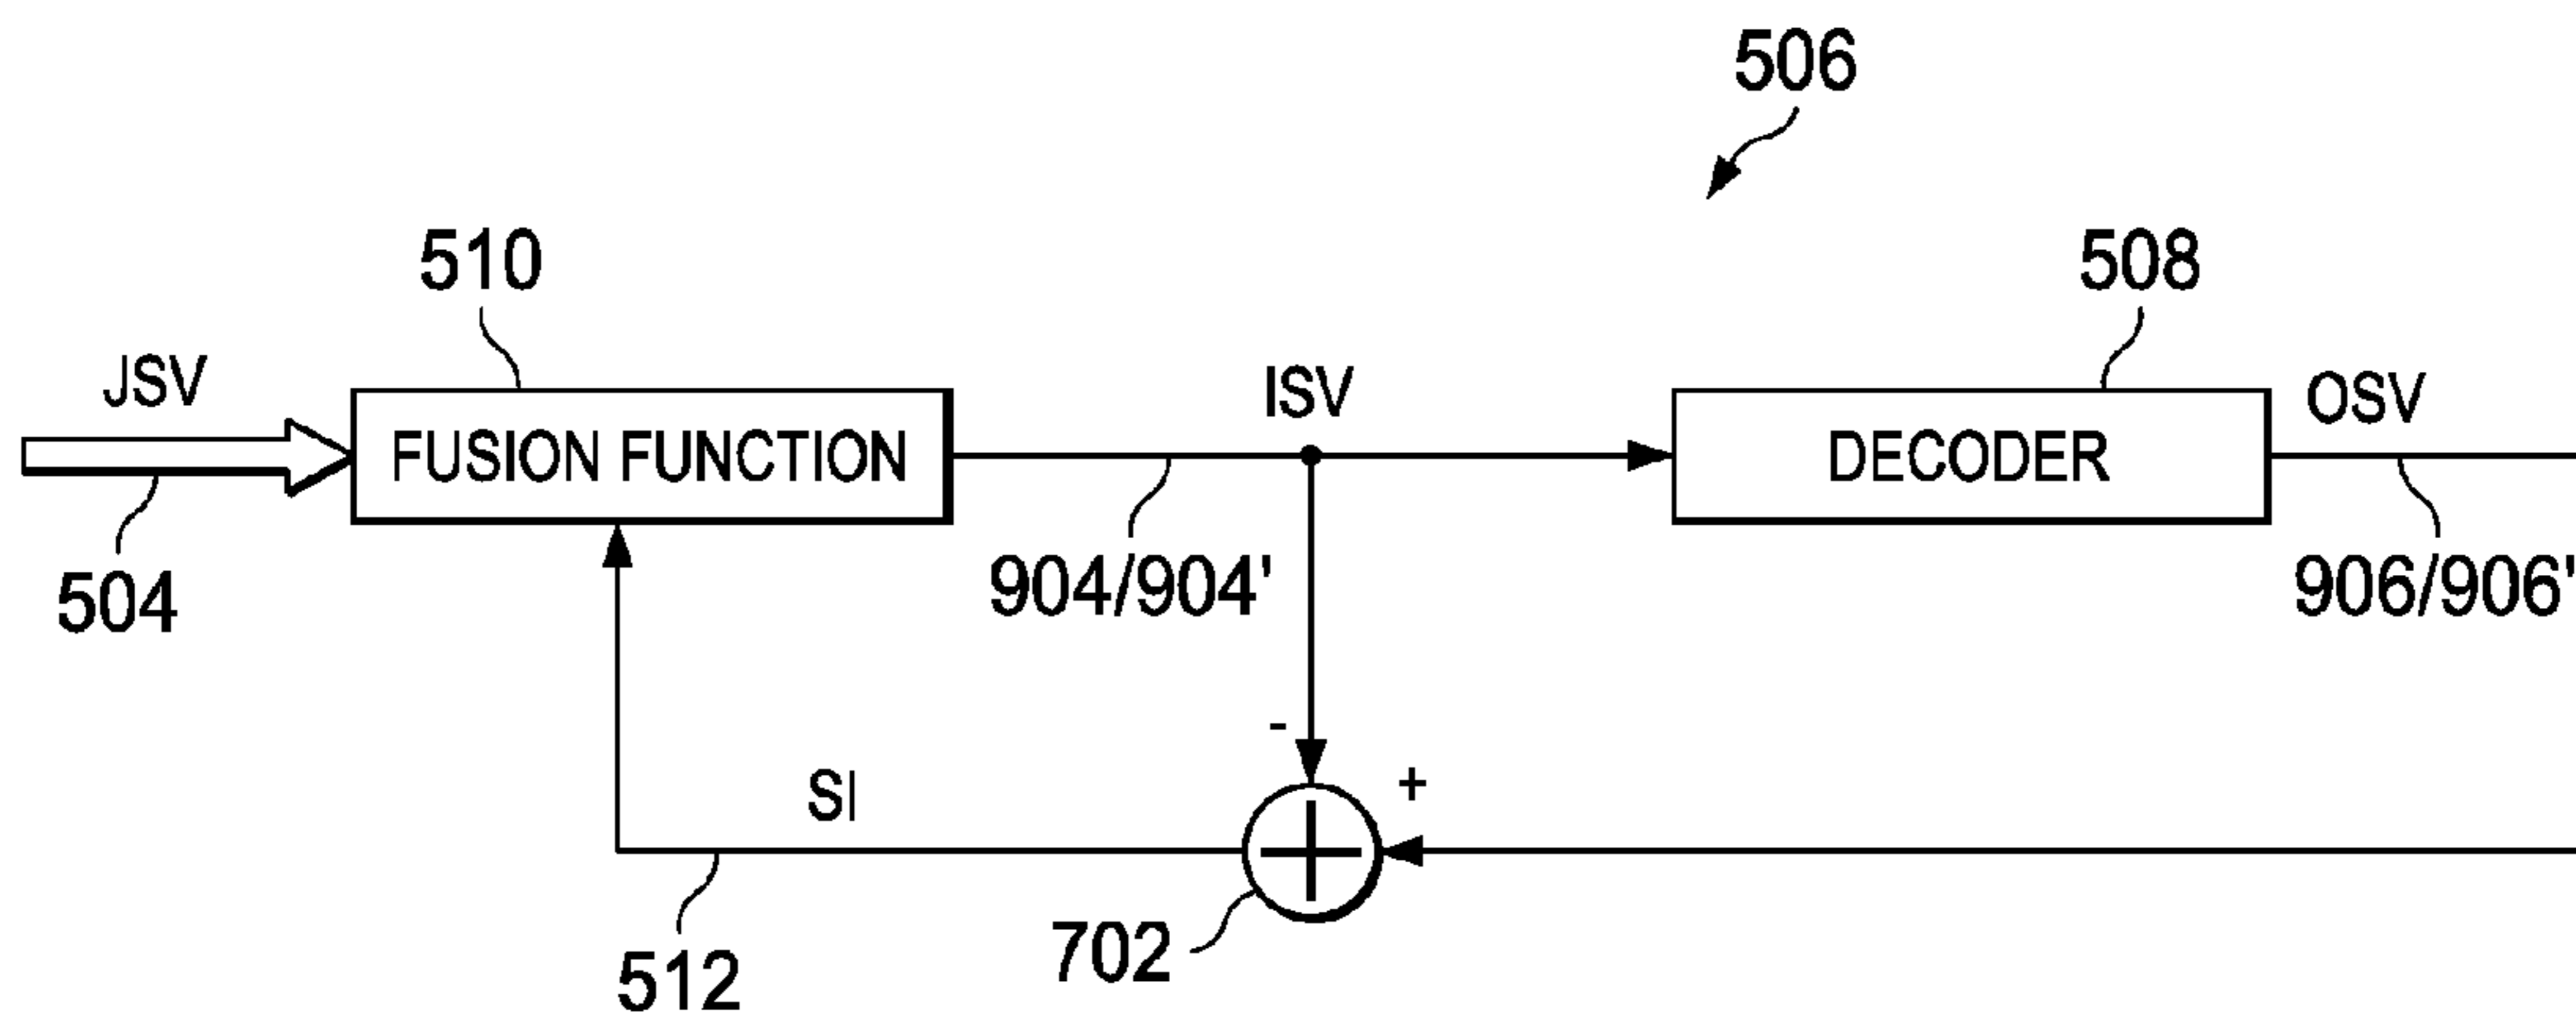 506
510
508
JSV
ISV
OSV
FUSION FUNCTION
DECODER
504
904/904'
906/906'
-
+
SI
702
512